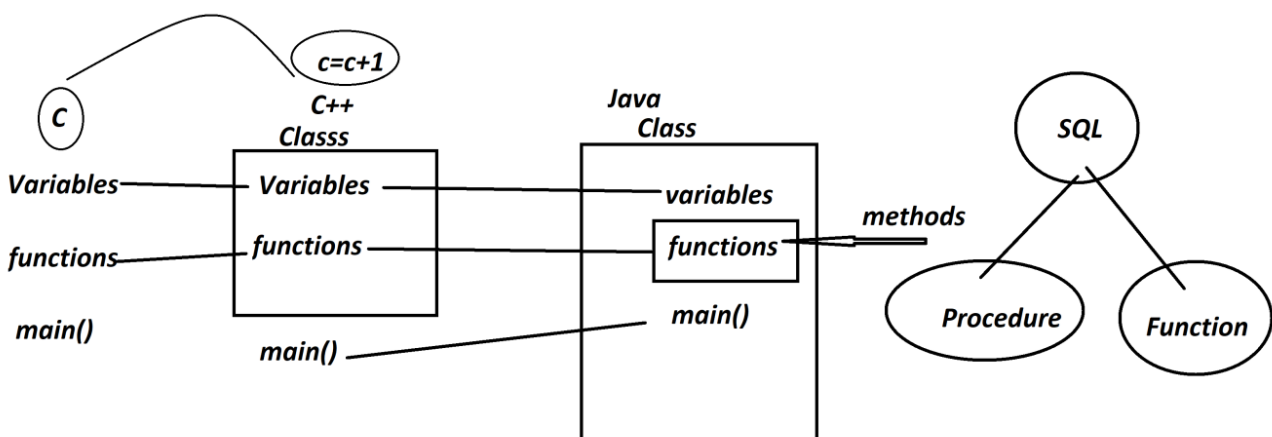 C
c=c+1
C++
Classs
Variables
functions
main()
Variables
functions
main()
Java
Class
variables
functions
main()
methods
SQL
Procedure
Function